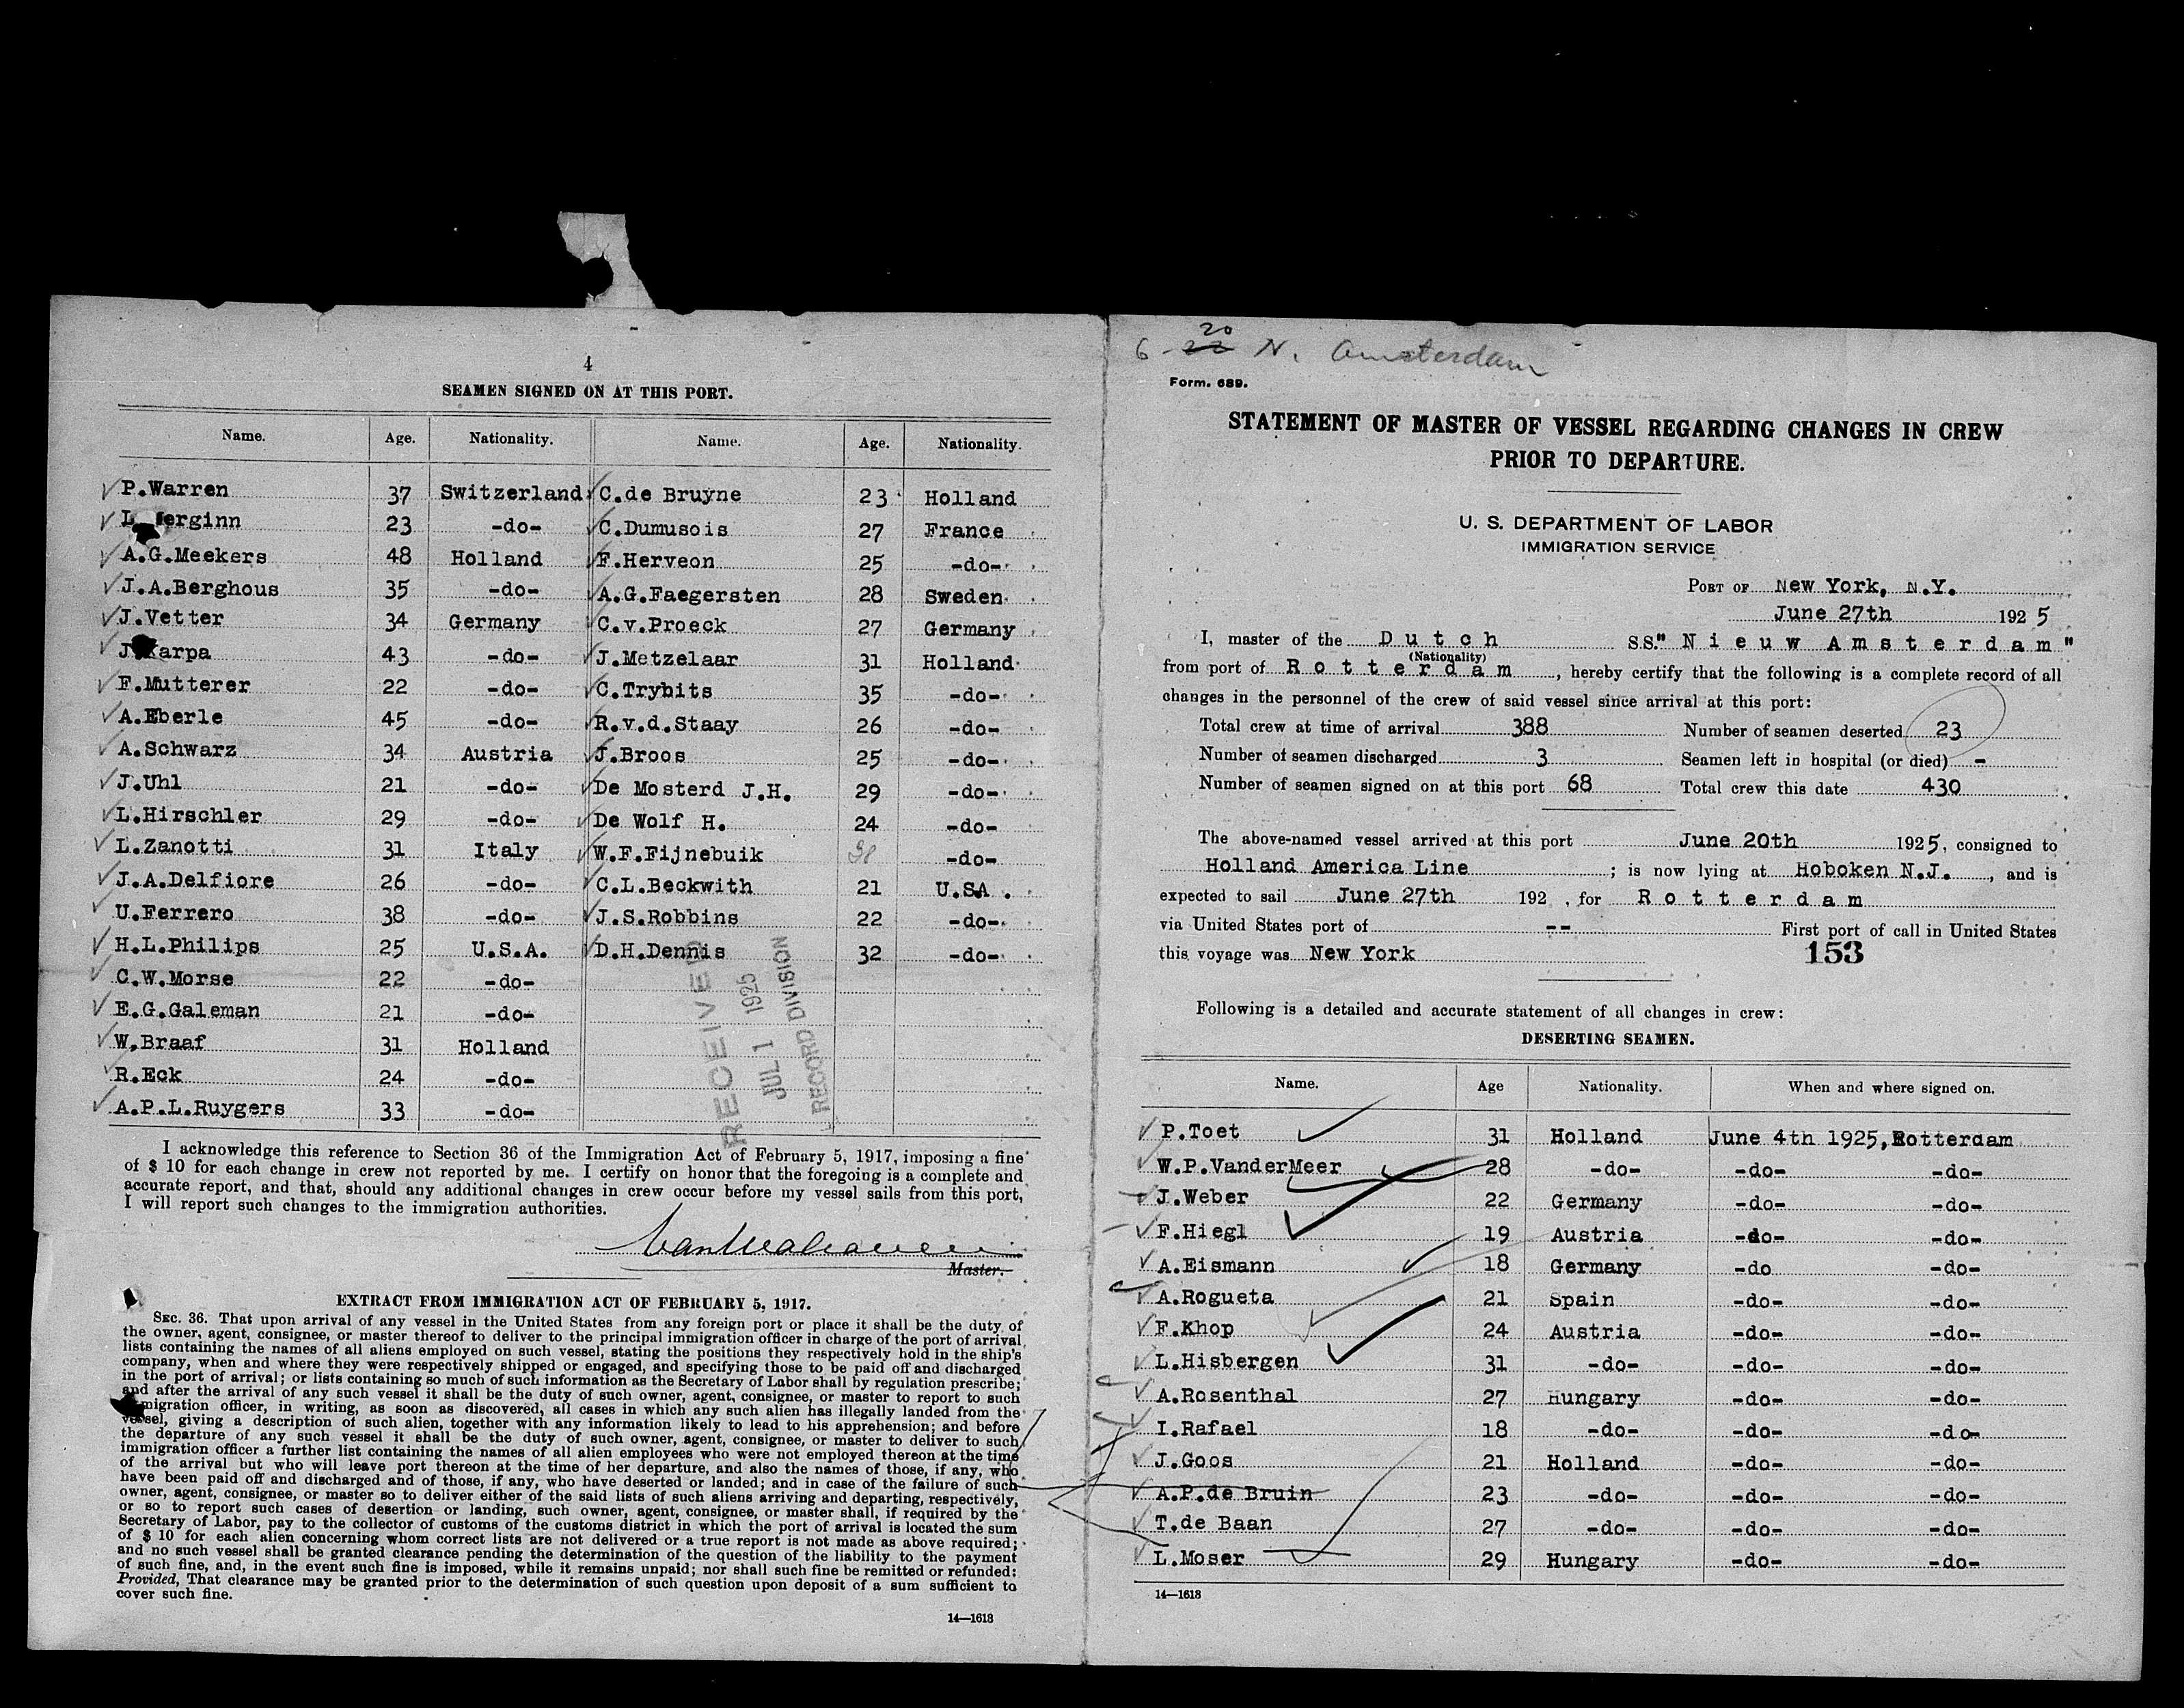 4
SEAMEN SIGNED ON AT THIS PORT.
Name. Age. Nationality. Name. Age. Nationality.
P.Warren 37 Switzerland C.de Bruyne 23 Holland
L erginn 23 -do- C.Dumusois 27 France
A.G.Meekers 48 Holland F.Herveon 25 -do-
J.A.Berghous 35 -do- A.G.Faegersten 28 Sweden
J.Vetter 34 Germany C.v.Proeck 27 Germany
J. arpa 43 -do- J.Metzelaar 31 Holland
F.Mutterer 22 -do- C.Trybits 35 -do-
A.Eberle 45 -do- R.v.d.Staay 26 -do-
A.Schwarz 34 Austria J.Broos 25 -do-
J.Uhl 21 -do- De Mosterd J.H. 29 -do-
L.Hirschler 29 -do- De Wolf H. 24 -do-
L.Zanotti 31 Italy W.F.Fijnebuik -do-
J.A.Delfiore 26 -do- C.L.Beckwith 21 U.SA .
U.Ferrero 38 -do- J.S.Robbins 22 -do-
H.L.Philips 25 U.S.A. D.H.Dennis 32 -do-
C.W.Morse 22 -do-
E.G.Galeman 21 -do-
W.Braaf 31 Holland
R.Eck 24 -do-
A.P.L.Ruygers 33 -do-
RECEIVED
JUL 1 1925
RECORD DIVISION
I acknowledge this reference to Section 36 of the Immigration Act of February 5, 1917, imposing a fine
of $ 10 for each change in crew not reported by me. I certify on honor that the foregoing is a complete and
accurate report, and that, should any additional changes in crew occur before my vessel sails from this port,
I will report such changes to the immigration authorities.
Master.
EXTRACT FROM IMMIGRATION ACT OF FEBRUARY 5, 1917.
SEC. 36. That upon arrival of any vessel in the United States from any foreign port or place it shall be the duty of
the owner, agent, consignee, or master thereof to deliver to the principal immigration officer in charge of the port of arrival
lists containing the names of all aliens employed on such vessel, stating the positions they respectively hold in the ship's
company, when and where they were respectively shipped or engaged, and specifying those to be paid off and discharged
in the port of arrival; or lists containing so much of such information as the Secretary of Labor shall by regulation prescribe;
and after the arrival of any such vessel it shall be the duty of such owner, agent, consignee, or master to report to such
migration officer, in writing, as soon as discovered, all cases in which any such alien has illegally landed from the
vessel, giving a description of such alien, together with any information likely to lead to his apprehension; and before
the departure of any such vessel it shall be the duty of such owner, agent, consignee, or master to deliver to such
immigration officer a further list containing the names of all alien employees who were not employed thereon at the time
of the arrival but who will leave port thereon at the time of her departure, and also the names of those, if any, who
have been paid off and discharged and of those, if any, who have deserted or landed; and in case of the failure of such
owner, agent, consignee, or master so to deliver either of the said lists of such aliens arriving and departing, respectively,
or so to report such cases of desertion or landing, such owner, agent, consignee, or master shall, if required by the
Secretary of Labor, pay to the collector of customs of the customs district in which the port of arrival is located the sum
of $ 10 for each alien concerning whom correct lists are not delivered or a true report is not made as above required;
and no such vessel shall be granted clearance pending the determination of the question of the liability to the payment
of such fine, and, in the event such fine is imposed, while it remains unpaid; nor shall such fine be remitted or refunded:
Provided, That clearance may be granted prior to the determination of such question upon deposit of a sum sufficient to
cover such fine.
14—1613
20
6 - 22 N. Amsterdam
Form. 689.
STATEMENT OF MASTER OF VESSEL REGARDING CHANGES IN CREW
PRIOR TO DEPARTURE.
U. S. DEPARTMENT OF LABOR
IMMIGRATION SERVICE
PORT OF New York, N.Y.
June 27th 1925
I, master of the Dutch SS." Nieuw Amsterdam"
(Nationality)
from port of Rotterdam, hereby certify that the following is a complete record of all
changes in the personnel of the crew of said vessel since arrival at this port:
Total crew at time of arrival 388 Number of seamen deserted 23
Number of seamen discharged 3 Seamen left in hospital (or died) -
Number of seamen signed on at this port 68 Total crew this date 430
The above-named vessel arrived at this port June 20th 1925, consigned to
Holland America Line ; is now lying at Hoboken N.J. , and is
expected to sail June 27th 192 , for Rotterdam
via United States port of -- First port of call in United States
this voyage was New York 153
Following is a detailed and accurate statement of all changes in crew:
DESERTING SEAMEN.
Name. Age Nationality. When and where signed on.
P.Toet 31 Holland June 4th 1925, Rotterdam
W.P.VanderMeer 28 -do- -do- -do-
J.Weber 22 Germany -do- -do-
F.Hiegl 19 Austria -do- -do-
A.Eismann 18 Germany -do -do-
A.Rogueta 21 Spain -do- -do-
F.Khop 24 Austria -do- -do-
L.Hisbergen 31 -do- -do- -do-
A.Rosenthal 27 Hungary -do- -do-
I.Rafael 18 -do- -do- -do-
J.Goos 21 Holland -do- -do-
A.P.de Bruin 23 -do- -do- -do-
T.de Baan 27 -do- -do- -do-
L.Moser 29 Hungary -do- -do-
14—1613